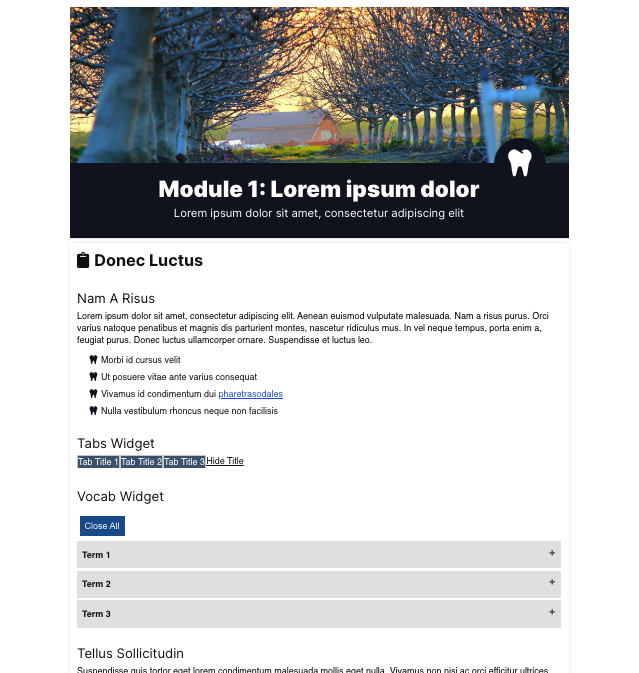 Module 1: Lorem ipsum dolor
Lorem ipsum dolor sit amet, consectetur adipiscing elit
Donec Luctus
Nam A Risus
Lorem ipsum dolor sit amet, consectetur adipiscing elit. Aenean euismod vulputate malesuada. Nam a risus purus. Orci
varius natoque penatibus et magnis dis parturient montes, nascetur ridiculus mus. In vel neque tempus, porta enim a,
feugiat purus. Donec luctus ullamcorper ornare. Suspendisse et luctus leo.
Morbi id cursus velit
Ut posuere vitae ante varius consequat
Vivamus id condimentum dui pharetrasodales
Nulla vestibulum rhoncus neque non facilisis
Tabs Widget
Tab Title 1 Tab Title 2 Tab Title 3 Hide Title
Vocab Widget
Close All
Term 1 +
Term 2 +
Term 3 +
Tellus Sollicitudin
Suspendisse quis tortor eget lorem condimentum malesuada mollis eget nulla. Vivamus non nisi ac orci efficitur ultrices